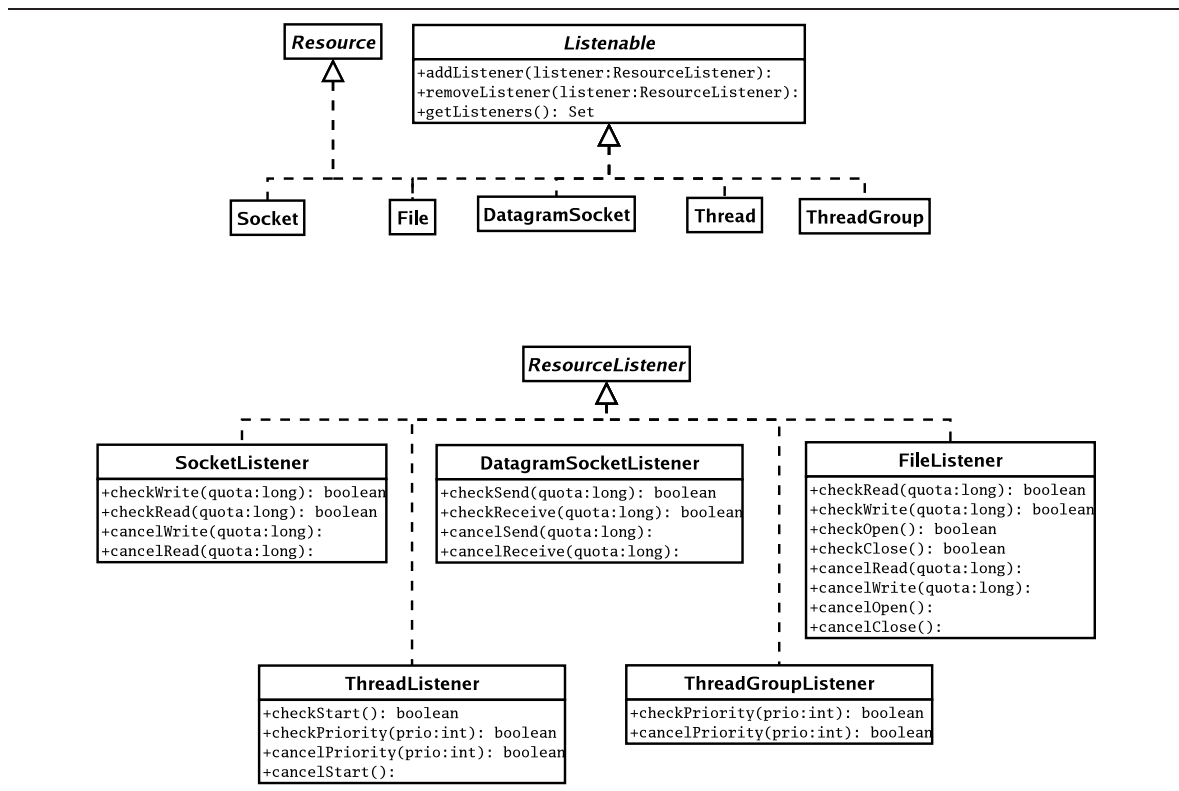 Resource
Listenable
+addListener(listener:ResourceListener):
+removeListener(listener:ResourceListener):
+getListeners(): Set
Socket
File
DatagramSocket
Thread
ThreadGroup
ResourceListener
SocketListener
+checkWrite(quota:long): boolean
+checkRead(quota:long): boolean
+cancelWrite(quota:long):
+cancelRead(quota:long):
DatagramSocketListener
+checkSend(quota:long): boolean
+checkReceive(quota:long): boolean
+cancelSend(quota:long):
+cancelReceive(quota:long):
FileListener
+checkRead(quota:long): boolean
+checkWrite(quota:long): boolean
+checkOpen(): boolean
+checkClose(): boolean
+cancelRead(quota:long):
+cancelWrite(quota:long):
+cancelOpen():
+cancelClose():
ThreadListener
+checkStart(): boolean
+checkPriority(prio:int): boolean
+cancelPriority(prio:int): boolean
+cancelStart():
ThreadGroupListener
+checkPriority(prio:int): boolean
+cancelPriority(prio:int): boolean